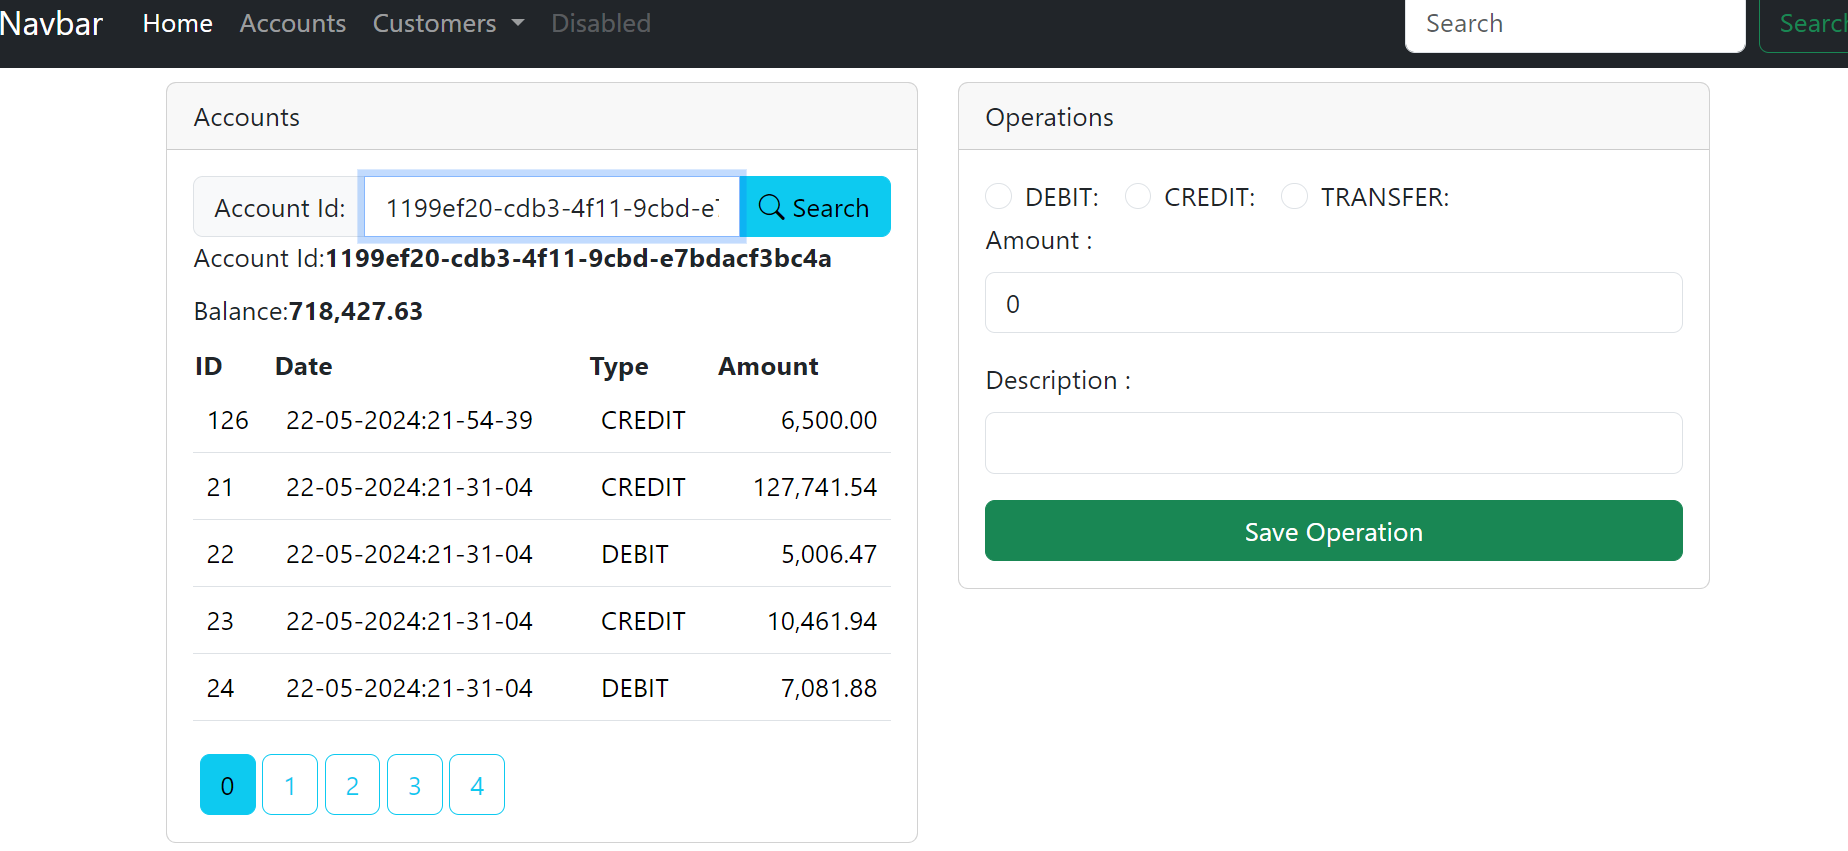 Navbar Home Accounts Customers Disabled Search Search
Accounts
Account Id: 1199ef20-cdb3-4f11-9cbd-e7 Search
Account Id:1199ef20-cdb3-4f11-9cbd-e7bdacf3bc4a
Balance:718,427.63
ID Date Type Amount
126 22-05-2024:21-54-39 CREDIT 6,500.00
21 22-05-2024:21-31-04 CREDIT 127,741.54
22 22-05-2024:21-31-04 DEBIT 5,006.47
23 22-05-2024:21-31-04 CREDIT 10,461.94
24 22-05-2024:21-31-04 DEBIT 7,081.88
0 1 2 3 4
Operations
DEBIT: CREDIT: TRANSFER:
Amount :
0
Description :
Save Operation